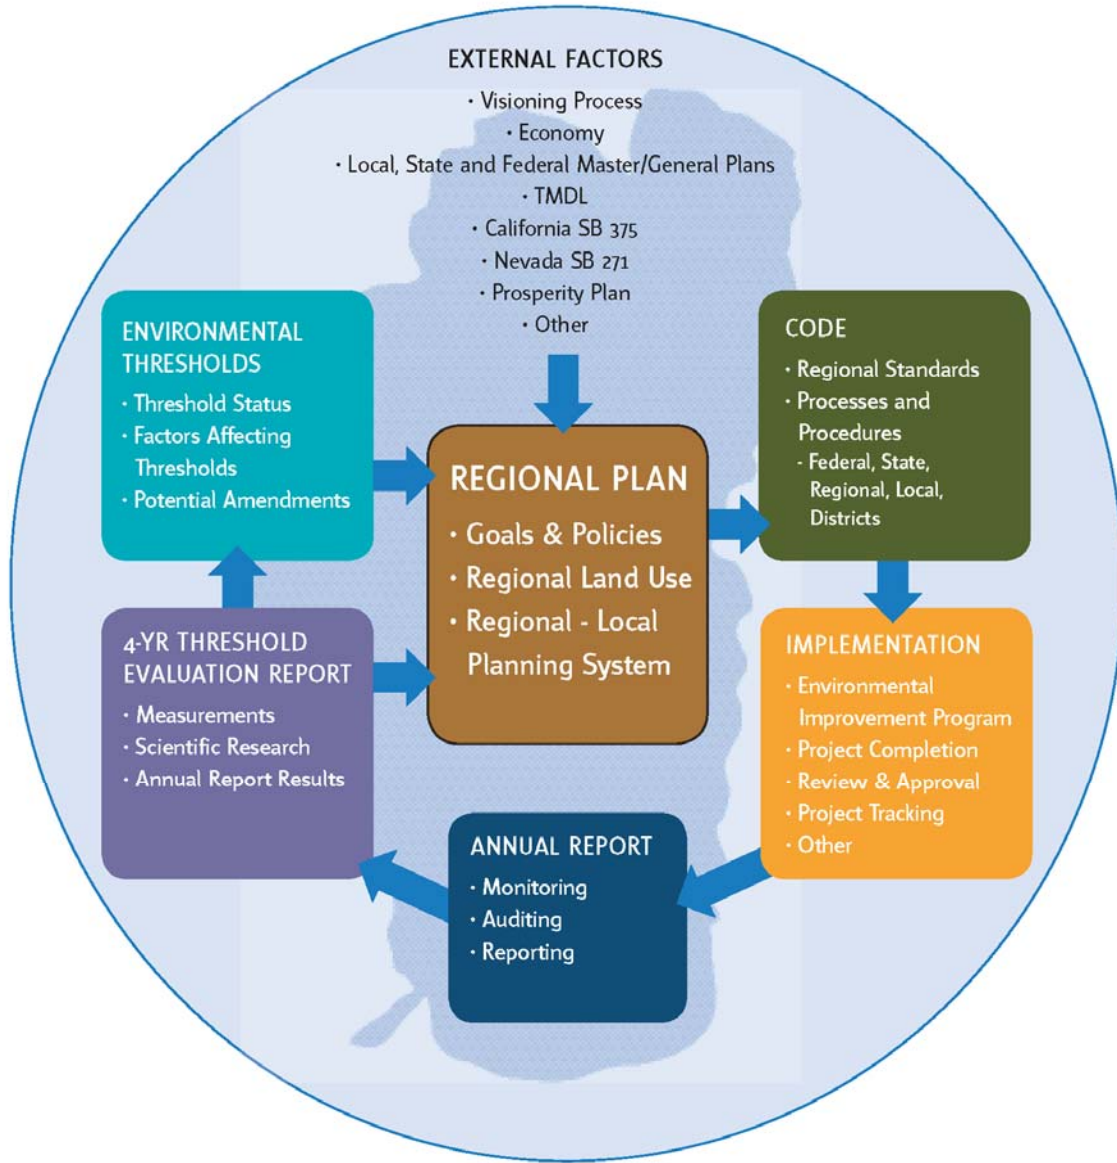 EXTERNAL FACTORS
· Visioning Process
· Economy
· Local, State and Federal Master/General Plans
· TMDL
· California SB 375
· Nevada SB 271
· Prosperity Plan
· Other
ENVIRONMENTAL
THRESHOLDS
· Threshold Status
· Factors Affecting
Thresholds
· Potential Amendments
REGIONAL PLAN
· Goals & Policies
· Regional Land Use
· Regional - Local
Planning System
CODE
· Regional Standards
· Processes and
Procedures
- Federal, State,
Regional, Local,
Districts
4-YR THRESHOLD
EVALUATION REPORT
· Measurements
· Scientific Research
· Annual Report Results
IMPLEMENTATION
· Environmental
Improvement Program
· Project Completion
- Review & Approval
· Project Tracking
· Other
ANNUAL REPORT
· Monitoring
· Auditing
· Reporting